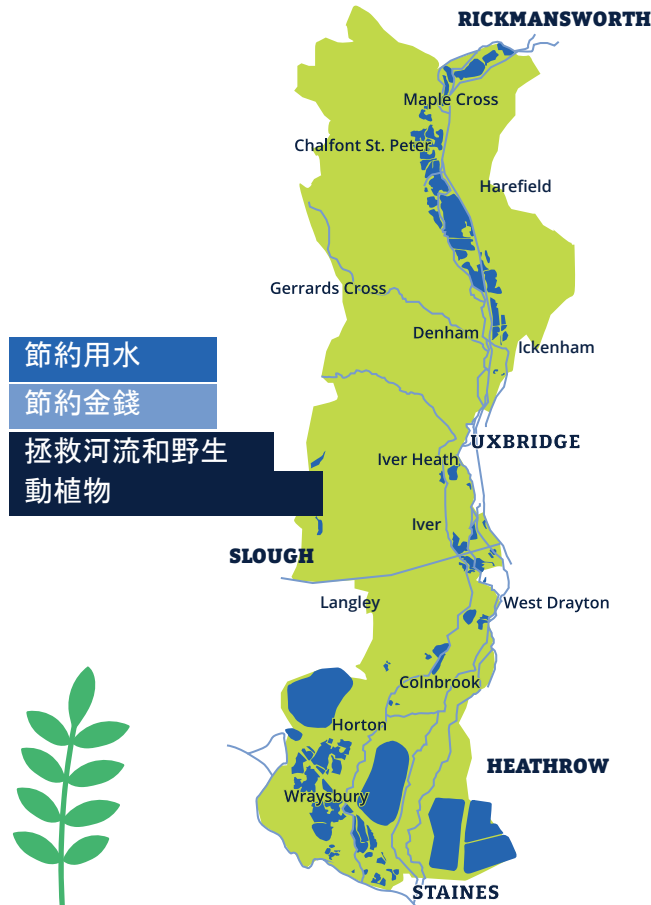 RICKMANSWORTH
Maple Cross
Chalfont St. Peter
Harefield
Gerrards Cross
Denham
Ickenham
節約用水
節約金錢
拯救河流和野生
動植物
UXBRIDGE
Iver Heath
Iver
SLOUGH
Langley
West Drayton
Colnbrook
Horton
HEATHROW
Wraysbury
STAINES